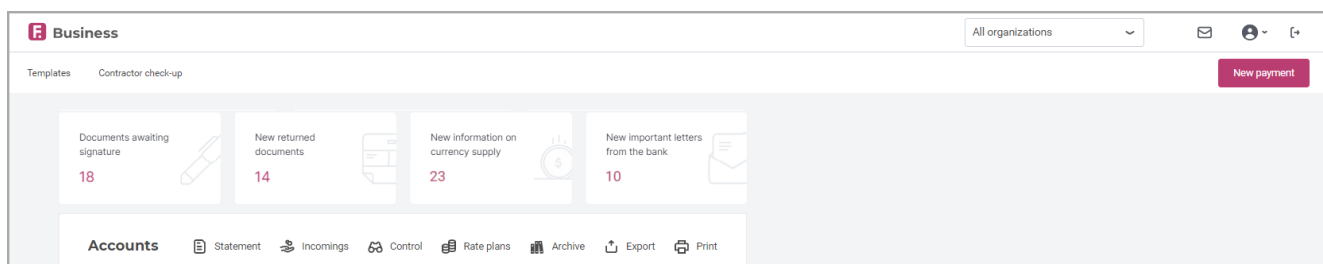 F. Business
All organizations
Templates
Contractor check-up
New payment
Documents awaiting
signature
18
New returned
documents
14
New information on
currency supply
23
New important letters
from the bank
10
Accounts
Statement
Incomings
Control
Rate plans
Archive
Export
Print